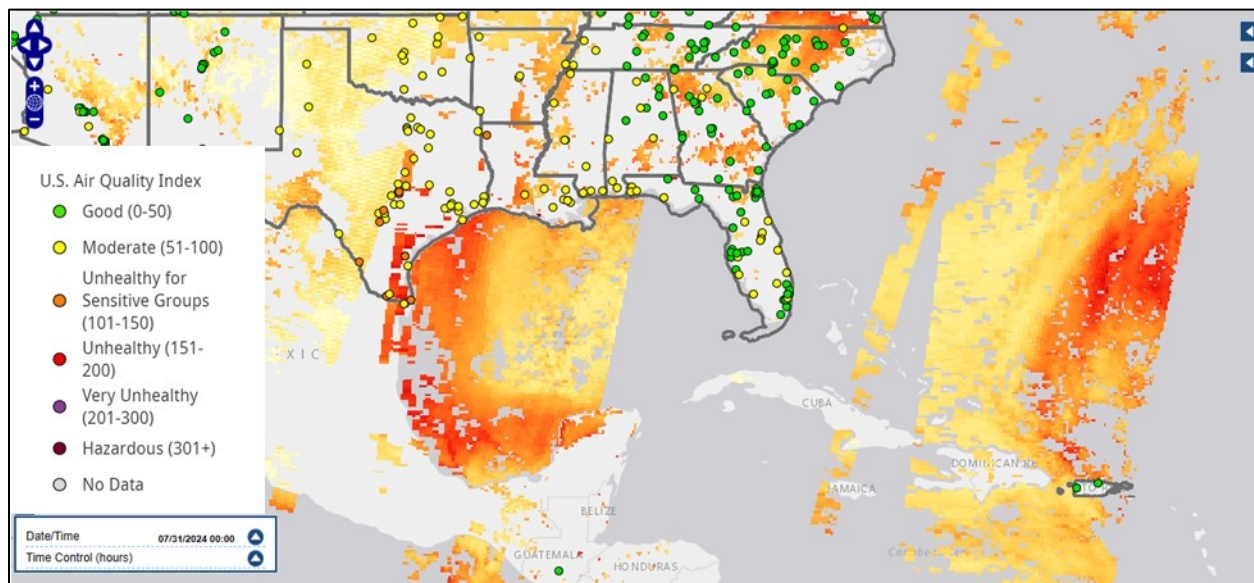 U.S. Air Quality Index
Good (0-50)
Moderate (51-100)
Unhealthy for
Sensitive Groups
(101-150)
Unhealthy (151-
200)
Very Unhealthy
(201-300)
Hazardous (301+)
No Data
Date/Time 07/31/2024 00:00
Time Control (hours)
X I C
CUBA
DOMINICAN RE
JAMAICA
BELIZE
GUATEMALA
HONDURAS